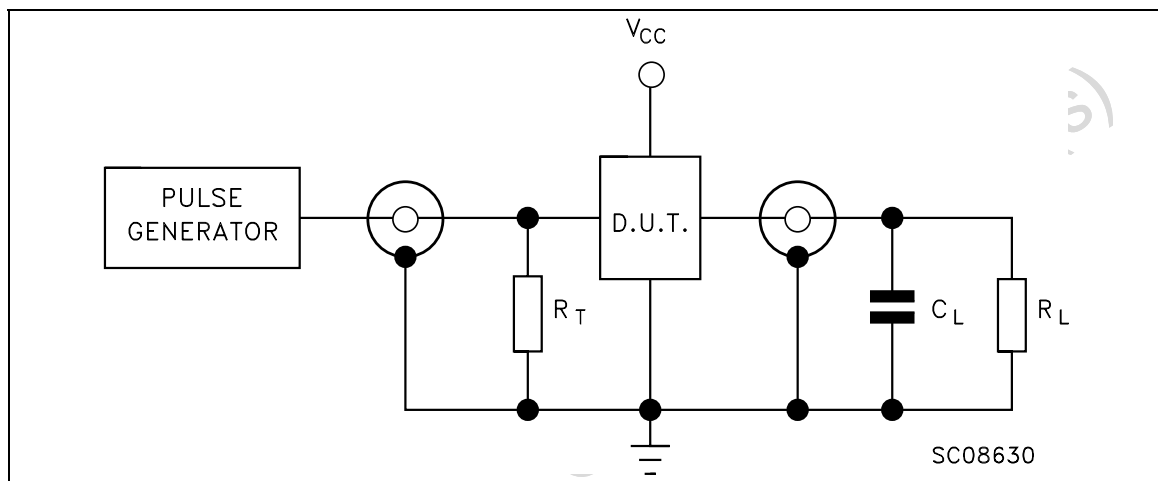 VCC
PULSE
GENERATOR
D.U.T.
RT
CL
RL
SC08630